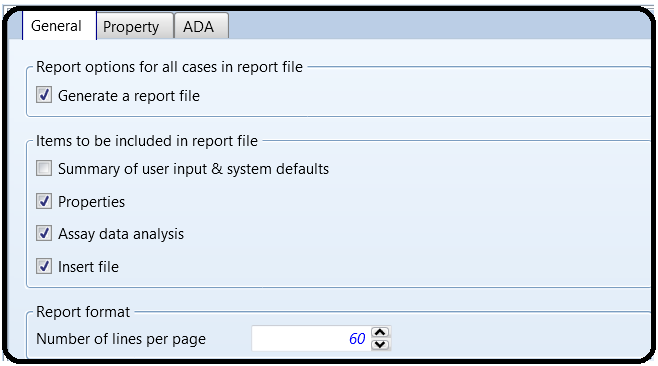 General Property ADA
Report options for all cases in report file
Generate a report file
Items to be included in report file
Summary of user input & system defaults
Properties
Assay data analysis
Insert file
Report format
Number of lines per page 60